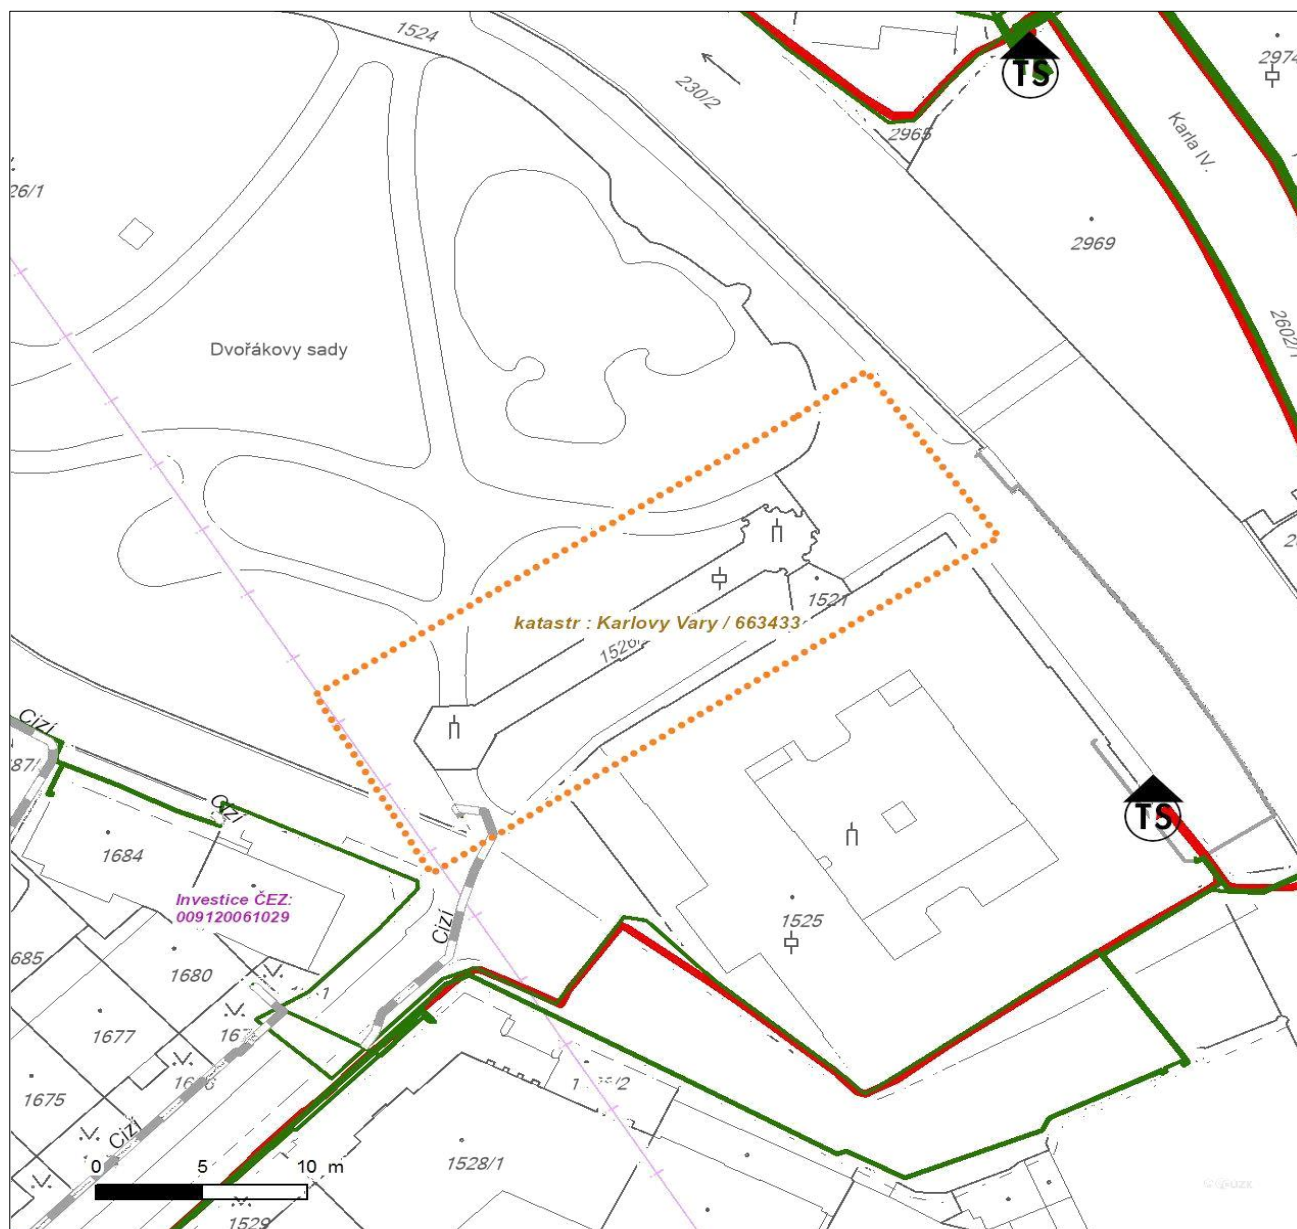 1524
230/2
2965
TS
2974
Karla IV.
26/1
2969
2602/1
Dvořákovy sady
katastr : Karlovy Vary / 663433
1521
1526
Cizí
87/
Cizí
1684
Investice ČEZ:
009120061029
TS
1525
Cizí
685
1680
1
1677
1675
Cizí
0 5 10 m
1528/1
1529